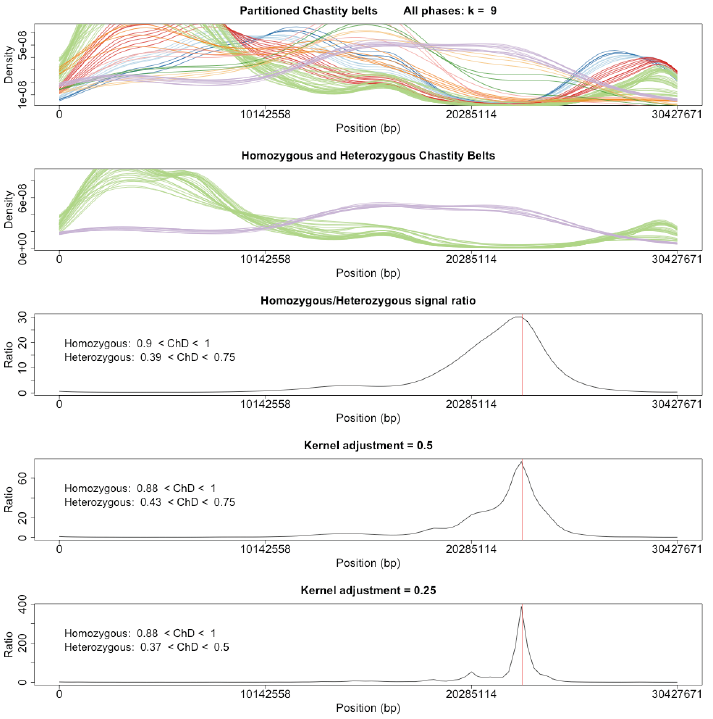 Partitioned Chastity belts All phases: k = 9
Density
5e-08
1e-08
0 10142558 20285114 30427671
Position (bp)
Homozygous and Heterozygous Chastity Belts
Density
6e-08
0e+00
0 10142558 20285114 30427671
Position (bp)
Homozygous/Heterozygous signal ratio
Ratio
30
20
10
0
Homozygous: 0.9 < ChD < 1
Heterozygous: 0.39 < ChD < 0.75
0 10142558 20285114 30427671
Position (bp)
Kernel adjustment = 0.5
Ratio
60
20
0
Homozygous: 0.88 < ChD < 1
Heterozygous: 0.43 < ChD < 0.75
0 10142558 20285114 30427671
Position (bp)
Kernel adjustment = 0.25
Ratio
400
200
0
Homozygous: 0.88 < ChD < 1
Heterozygous: 0.37 < ChD < 0.5
0 10142558 20285114 30427671
Position (bp)